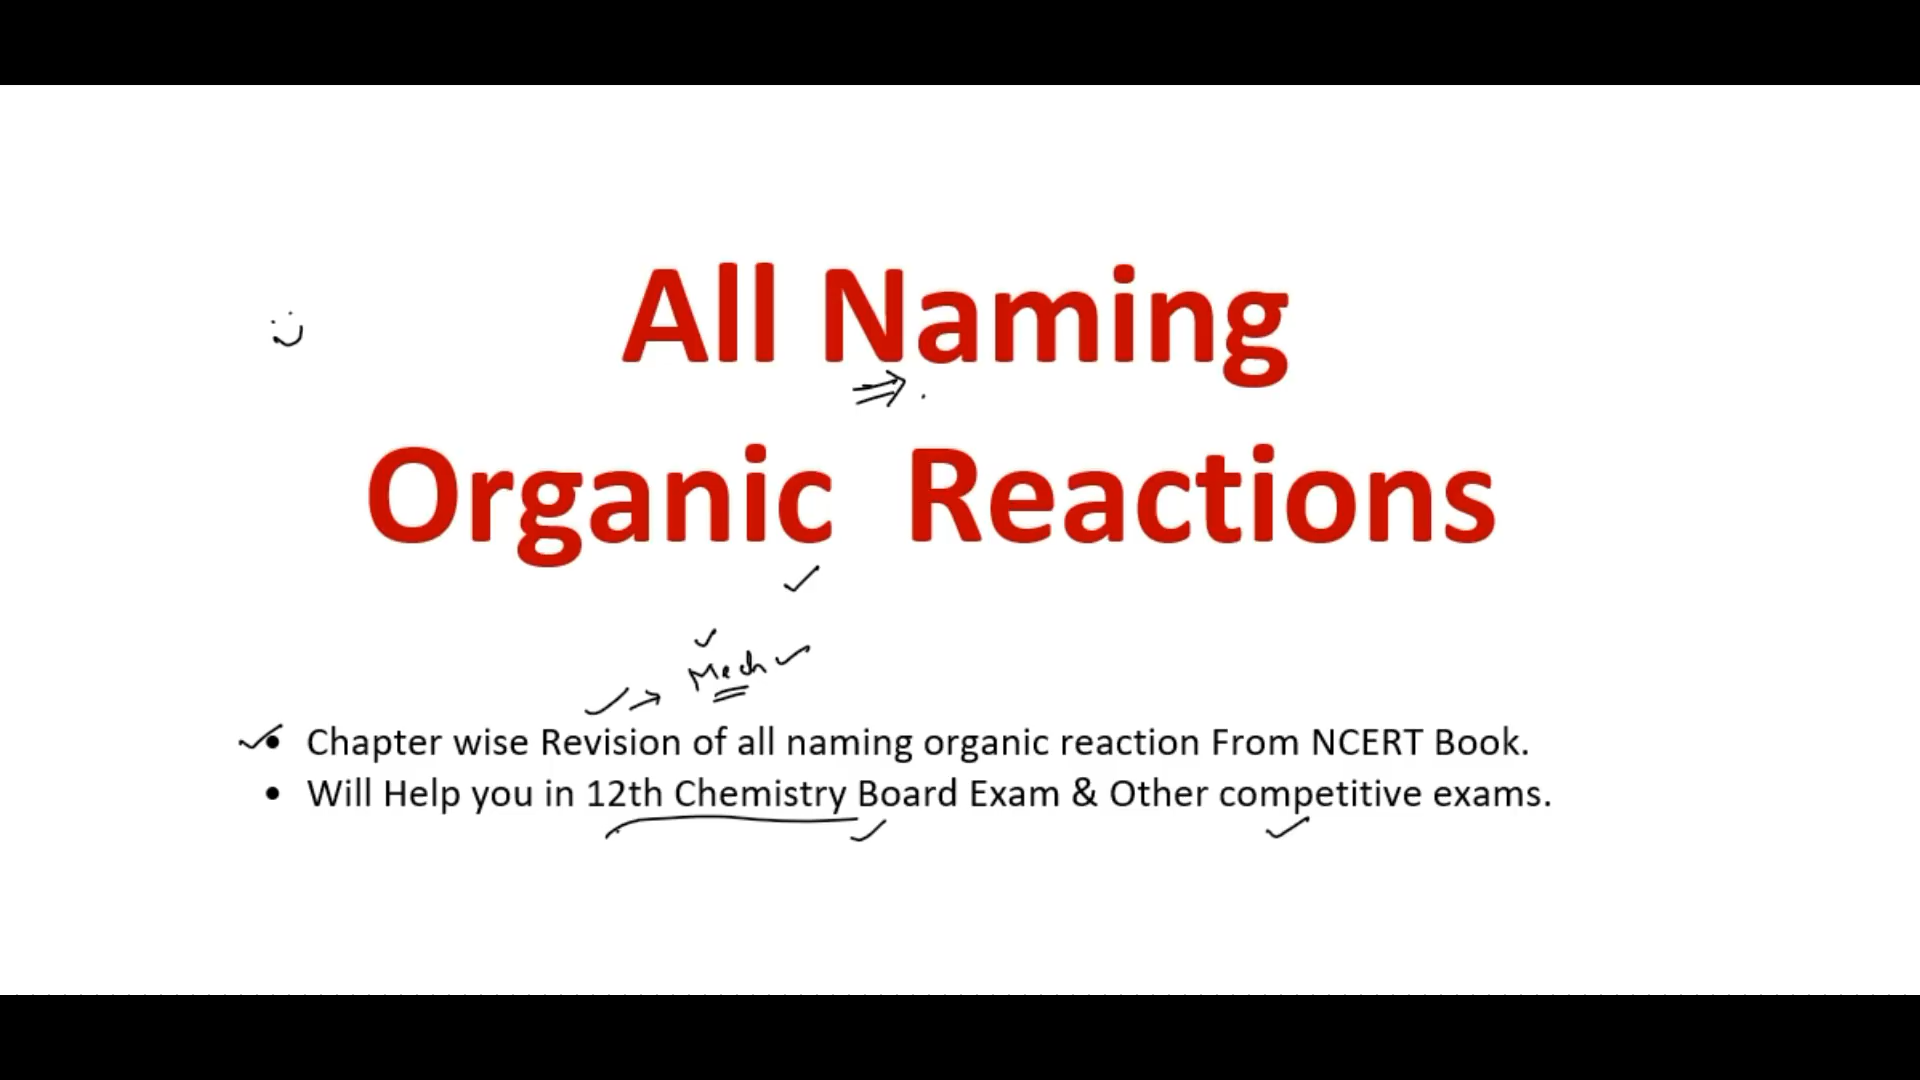 All Naming
Organic Reactions
Mech
• Chapter wise Revision of all naming organic reaction From NCERT Book.
• Will Help you in 12th Chemistry Board Exam & Other competitive exams.